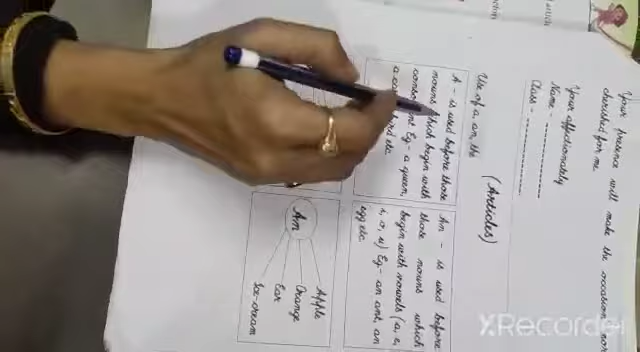 Your presence will make the occasion more
cherished for me.
Your affectionately
Name -
Class -
(Articles)
Use of a, an, the
A - is used before those
nouns which begin with
consonant Eg - a queen,
a etc.
An - is used before
those nouns which
begin with vowels (a, e,
i, o, u) Eg - an ant, an
egg etc.
An
Apple
Orange
Ear
Ice-cream
XRecorder